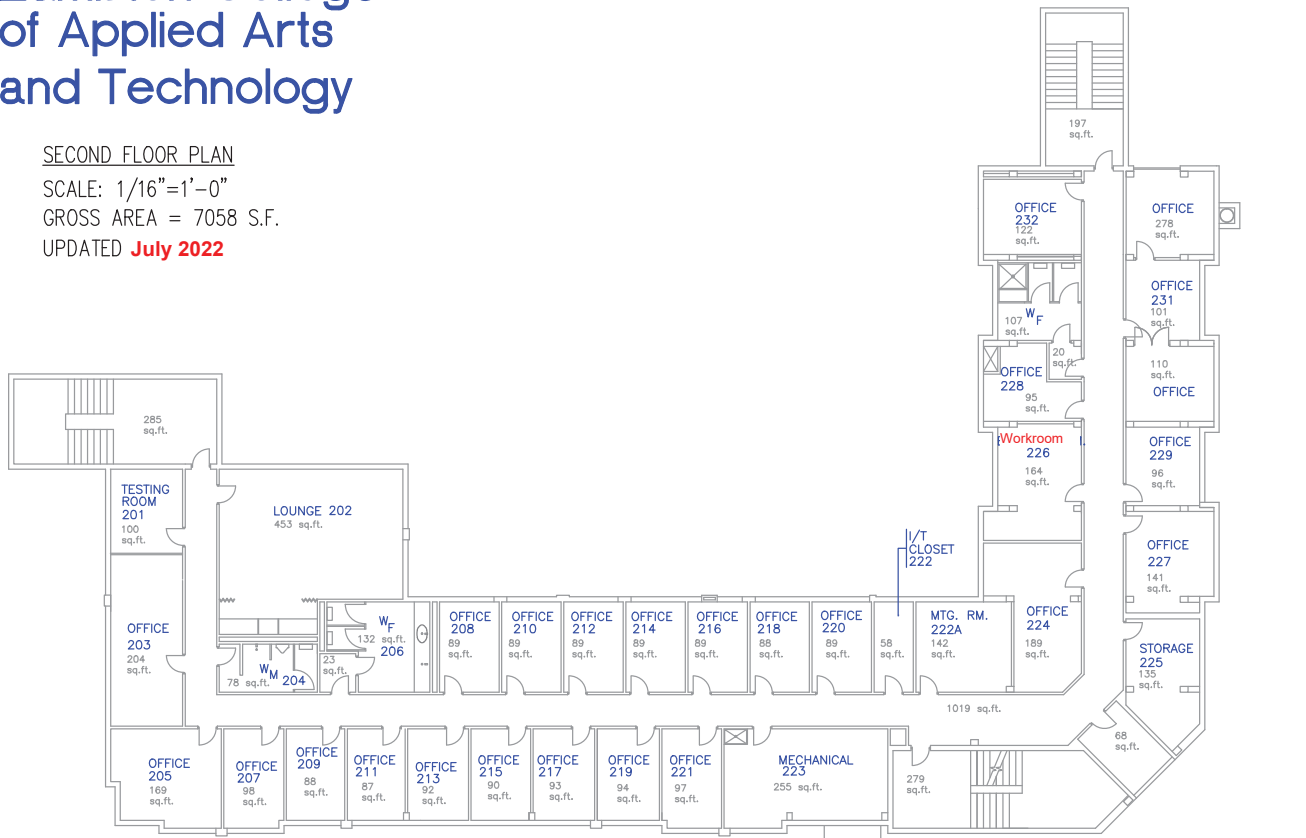 of Applied Arts
and Technology
SECOND FLOOR PLAN
SCALE: 1/16"=1'-0"
GROSS AREA = 7058 S.F.
UPDATED July 2022
197
sq.ft.
OFFICE
232
122
sq.ft.
OFFICE
278
sq.ft.
W F
107
sq.ft.
OFFICE
231
101
sq.ft.
20
sq.ft.
OFFICE
228
95
sq.ft.
110
sq.ft.
OFFICE
Workroom
226
164
sq.ft.
OFFICE
229
96
sq.ft.
285
sq.ft.
TESTING
ROOM
201
100
sq.ft.
LOUNGE 202
453 sq.ft.
I/T
CLOSET
222
OFFICE
227
141
sq.ft.
OFFICE
203
204
sq.ft.
W M 204
78 sq.ft.
23
sq.ft.
W F
132 sq.ft.
206
OFFICE
208
89
sq.ft.
OFFICE
210
89
sq.ft.
OFFICE
212
89
sq.ft.
OFFICE
214
89
sq.ft.
OFFICE
216
89
sq.ft.
OFFICE
218
88
sq.ft.
OFFICE
220
89
sq.ft.
58
sq.ft.
MTG. RM.
222A
142
sq.ft.
OFFICE
224
189
sq.ft.
STORAGE
225
135
sq.ft.
1019 sq.ft.
68
sq.ft.
OFFICE
205
169
sq.ft.
OFFICE
207
98
sq.ft.
OFFICE
209
88
sq.ft.
OFFICE
211
87
sq.ft.
OFFICE
213
92
sq.ft.
OFFICE
215
90
sq.ft.
OFFICE
217
93
sq.ft.
OFFICE
219
94
sq.ft.
OFFICE
221
97
sq.ft.
MECHANICAL
223
255 sq.ft.
279
sq.ft.